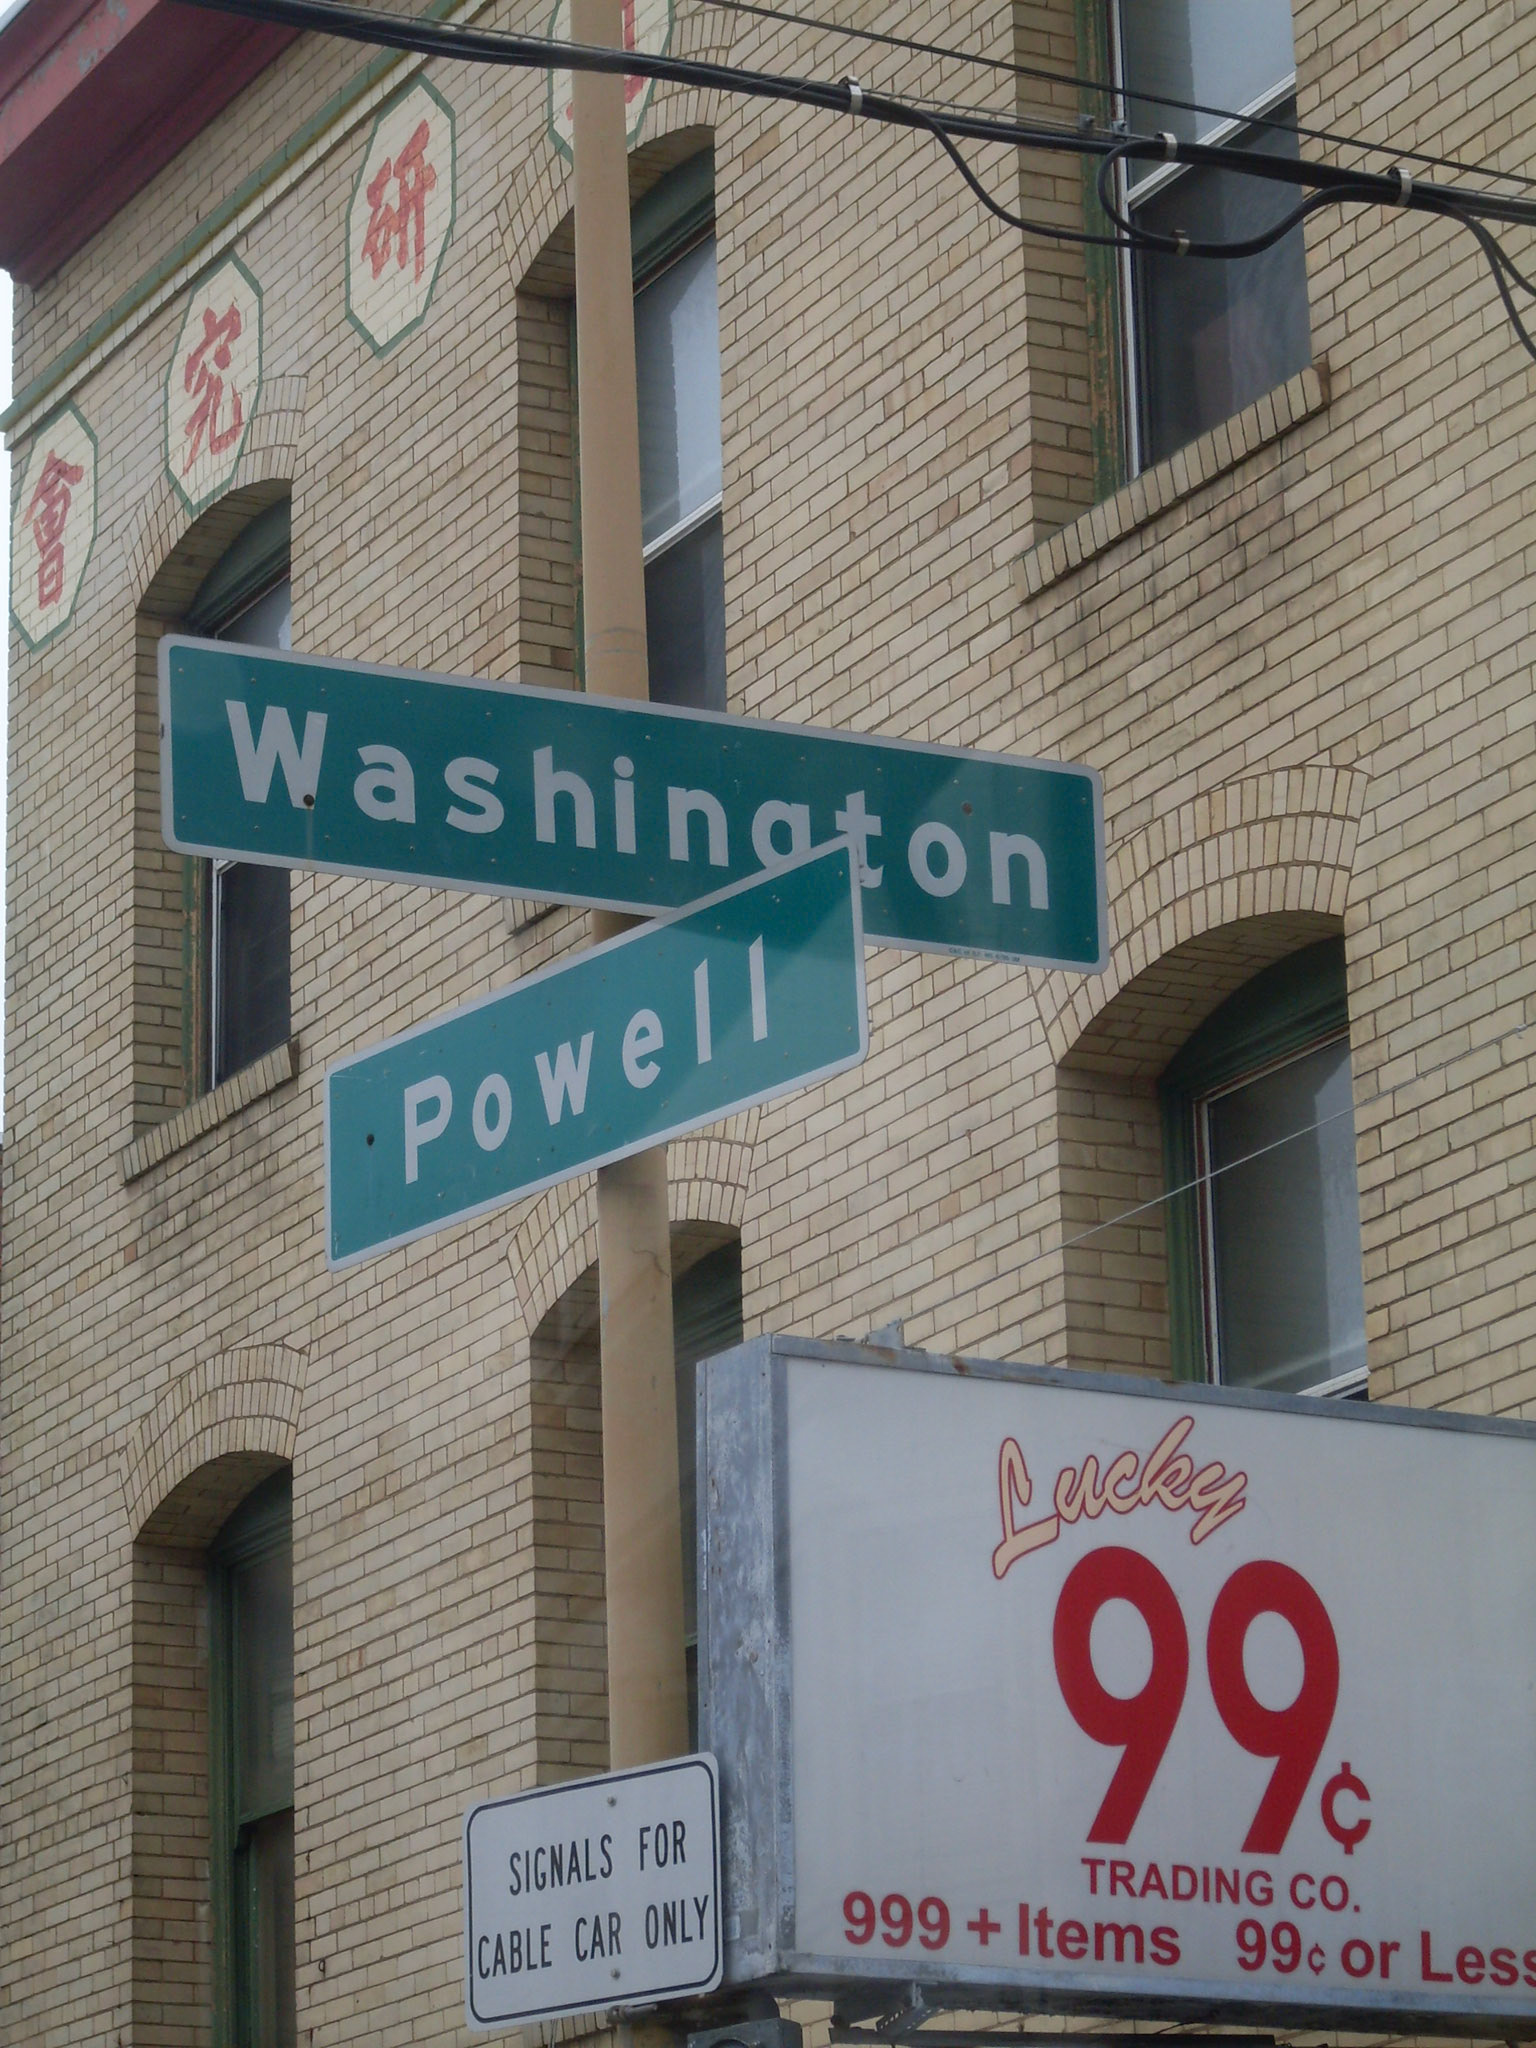 研
究
會
Washington
Powell
Lucky
99¢
TRADING CO.
999 + Items 99¢ or Less
SIGNALS FOR
CABLE CAR ONLY